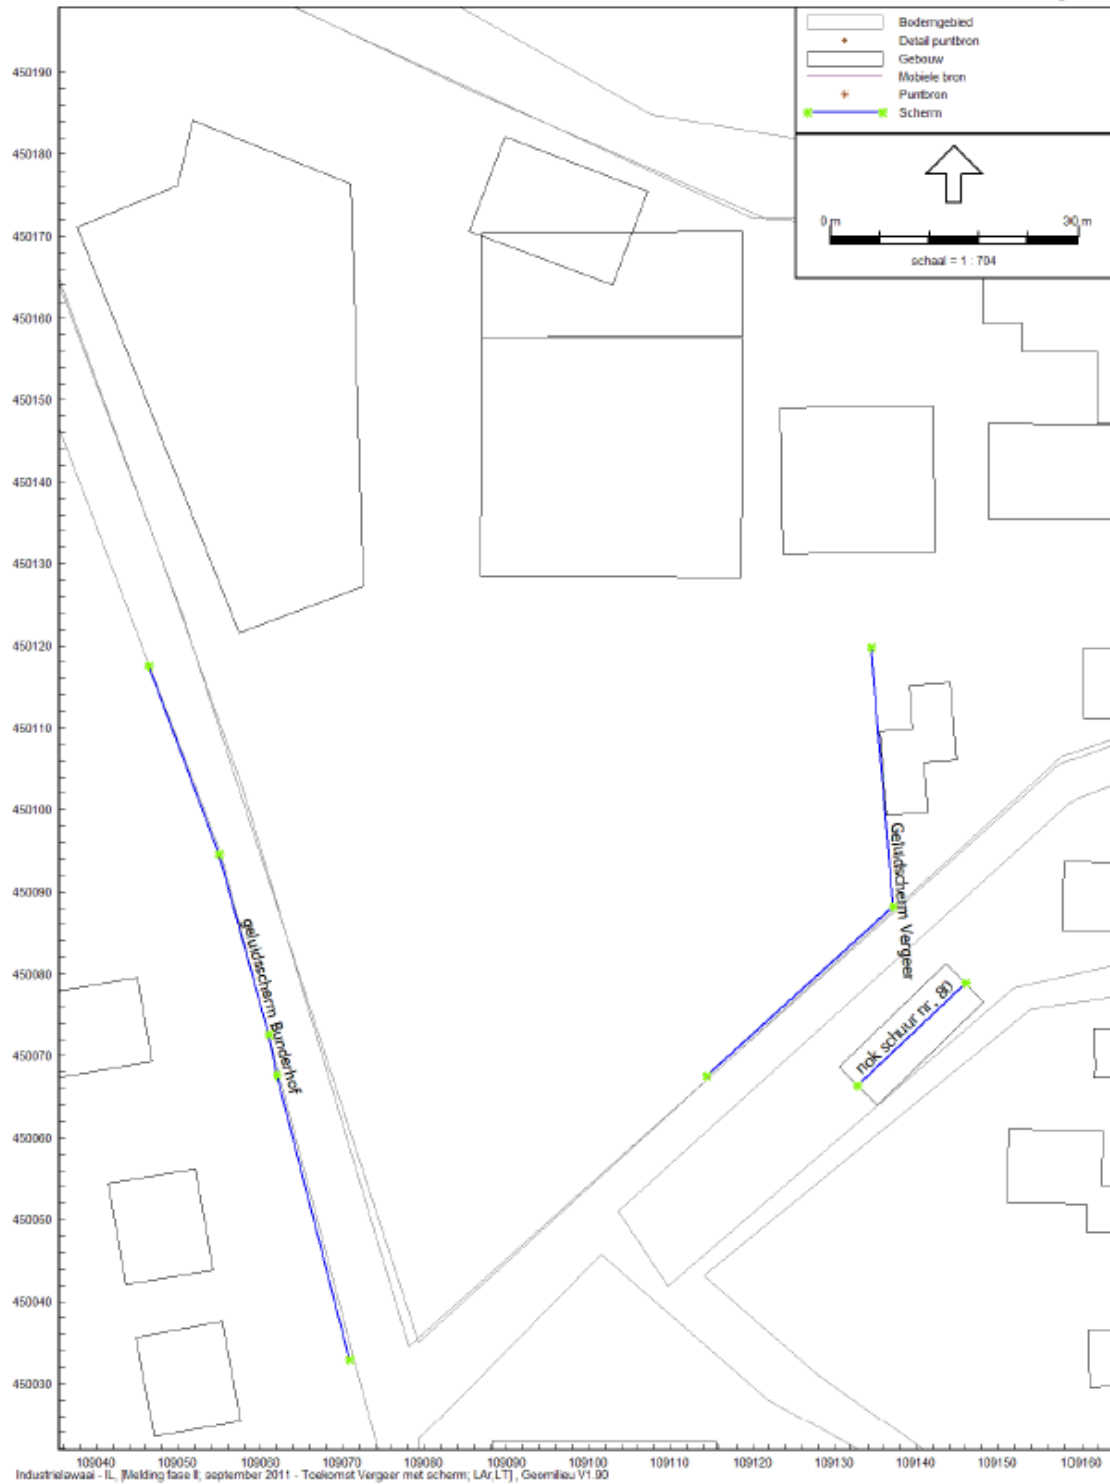 Bodemgebied
Detail puntbron
Gebouw
Mobiele bron
Puntbron
Scherm
0 m
30 m
schaal = 1 : 704
450190
450180
450170
450160
450150
450140
450130
450120
450110
450100
450090
450080
450070
450060
450050
450040
450030
Geluidscherm Vergeer
geluidsscherm Bunderhof
nok schuur nr. 80
109040
109050
109060
109070
109080
109090
109100
109110
109120
109130
109140
109150
109160
Industrielawaai - IL, [Melding fase II; september 2011 - Toekomst Vergeer met scherm; LAr,LT] , Geomilieu V1.90